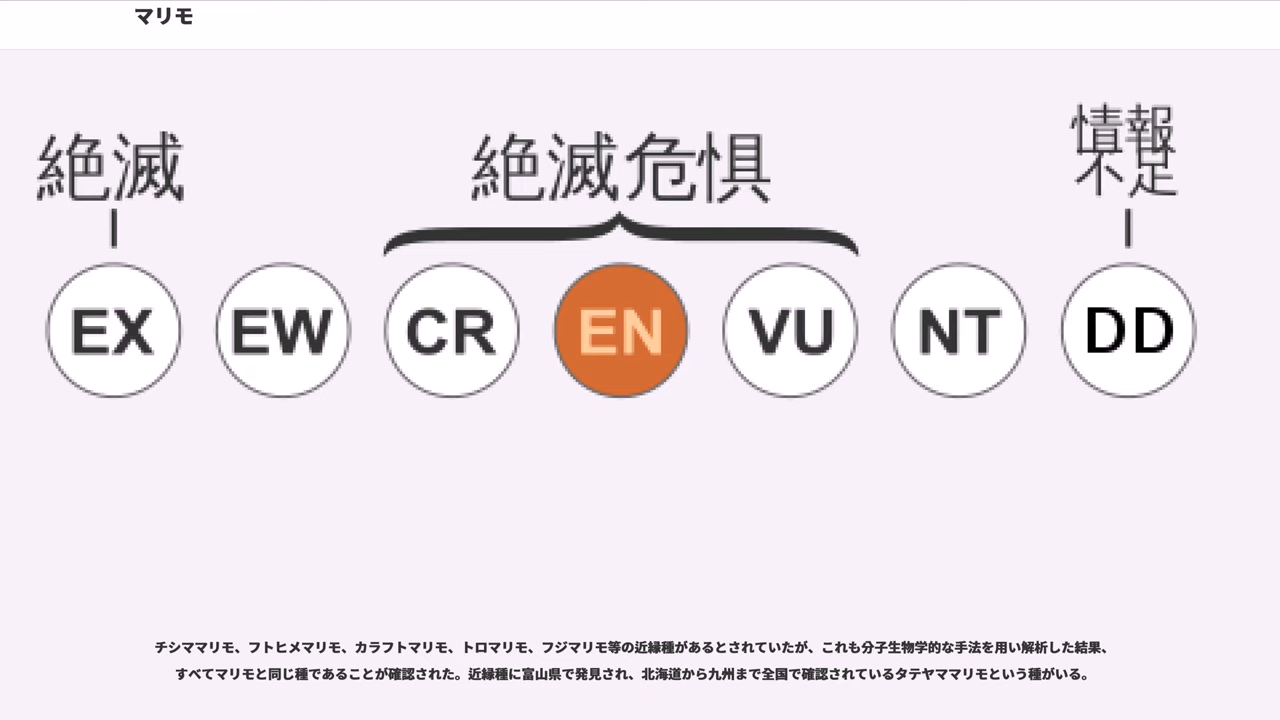 マリモ
絶滅
絶滅危惧
情報
不足
EX EW CR EN VU NT DD
チシママリモ、フトヒメマリモ、カラフトマリモ、トロマリモ、フジマリモ等の近縁種があるとされていたが、これも分子生物学的な手法を用い解析した結果、
すべてマリモと同じ種であることが確認された。近縁種に富山県で発見され、北海道から九州まで全国で確認されているタテヤママリモという種がいる。